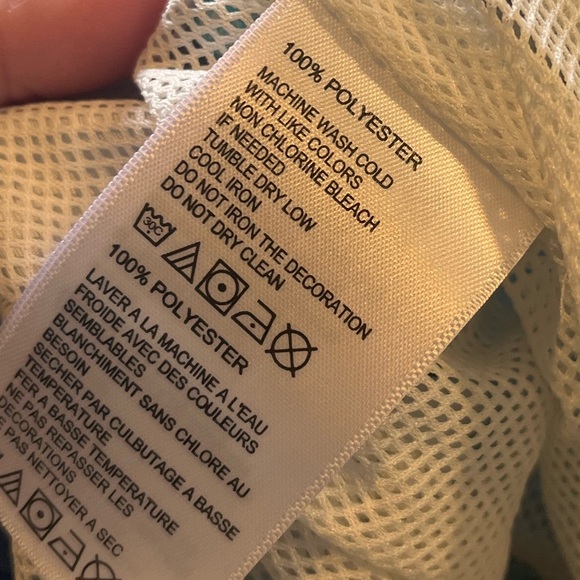 100% POLYESTER
MACHINE WASH COLD
WITH LIKE COLORS
NON CHLORINE BLEACH
IF NEEDED
TUMBLE DRY LOW
COOL IRON
DO NOT IRON THE DECORATION
DO NOT DRY CLEAN
30C
100% POLYESTER
LAVER A LA MACHINE A L'EAU
FROIDE AVEC DES COULEURS
SEMBLABLES
BLANCHIMENT SANS CHLORE AU
BESOIN
SECHER PAR CULBUTAGE A BASSE
TEMPERATURE
FER A BASSE TEMPERATURE
NE PAS REPASSER LES
DECORATIONS
NE PAS NETTOYER A SEC